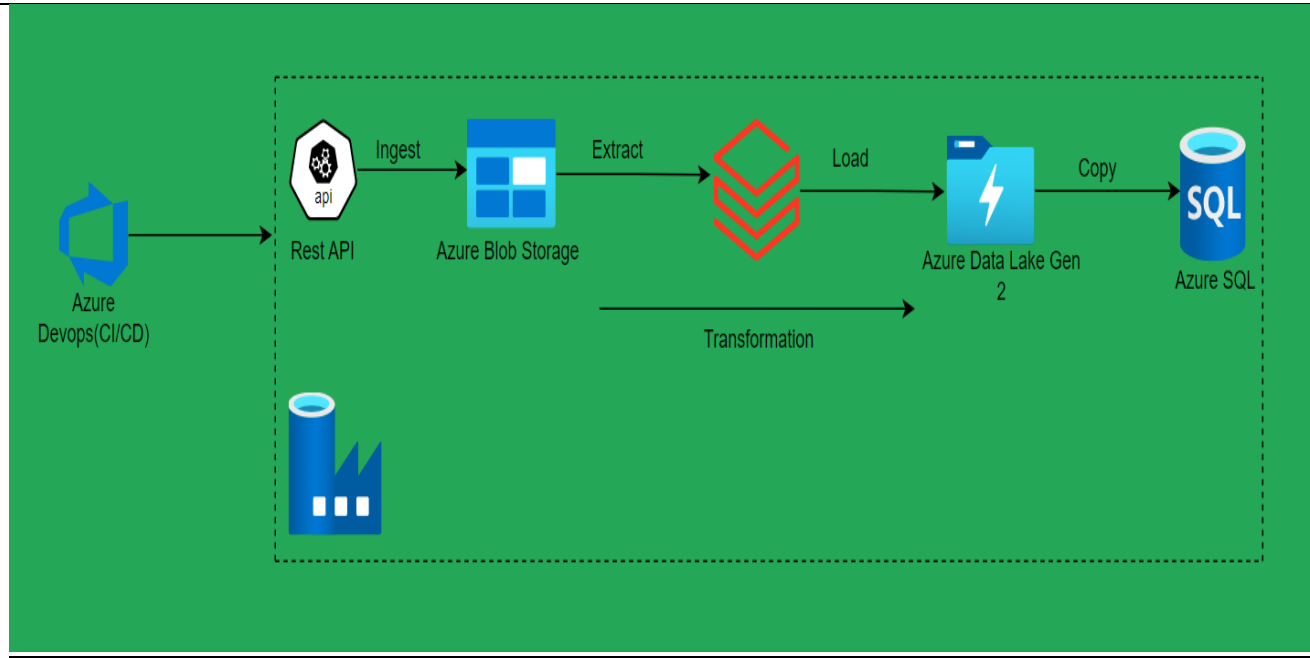 Ingest
Extract
Load
Copy
api
SQL
Rest API
Azure Blob Storage
Azure Data Lake Gen
2
Azure SQL
Azure
Devops(CI/CD)
Transformation